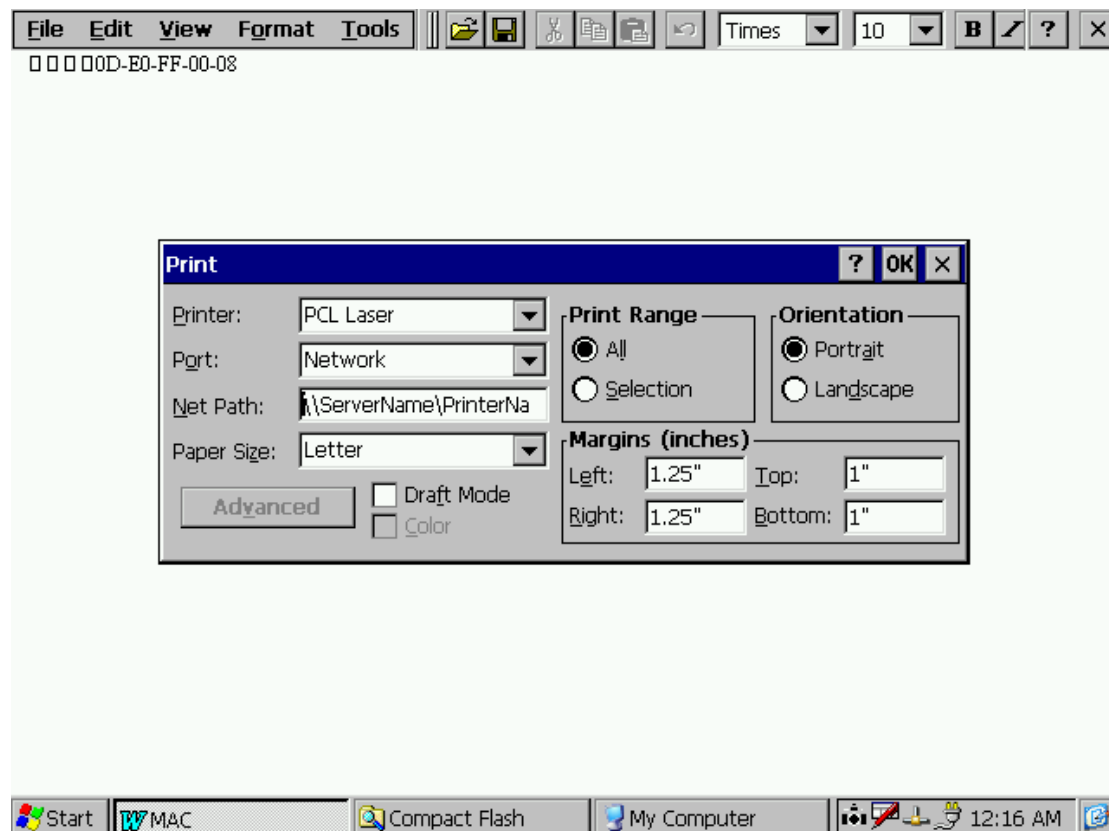 File Edit View Format Tools Times 10 B I ? ×
□□□□0D-E0-FF-00-08
Print ? OK ×
Printer: PCL Laser
Port: Network
Net Path: \\ServerName\PrinterNa
Paper Size: Letter
Advanced
Draft Mode
Color
Print Range
All
Selection
Orientation
Portrait
Landscape
Margins (inches)
Left: 1.25" Top: 1"
Right: 1.25" Bottom: 1"
Start MAC Compact Flash My Computer 12:16 AM